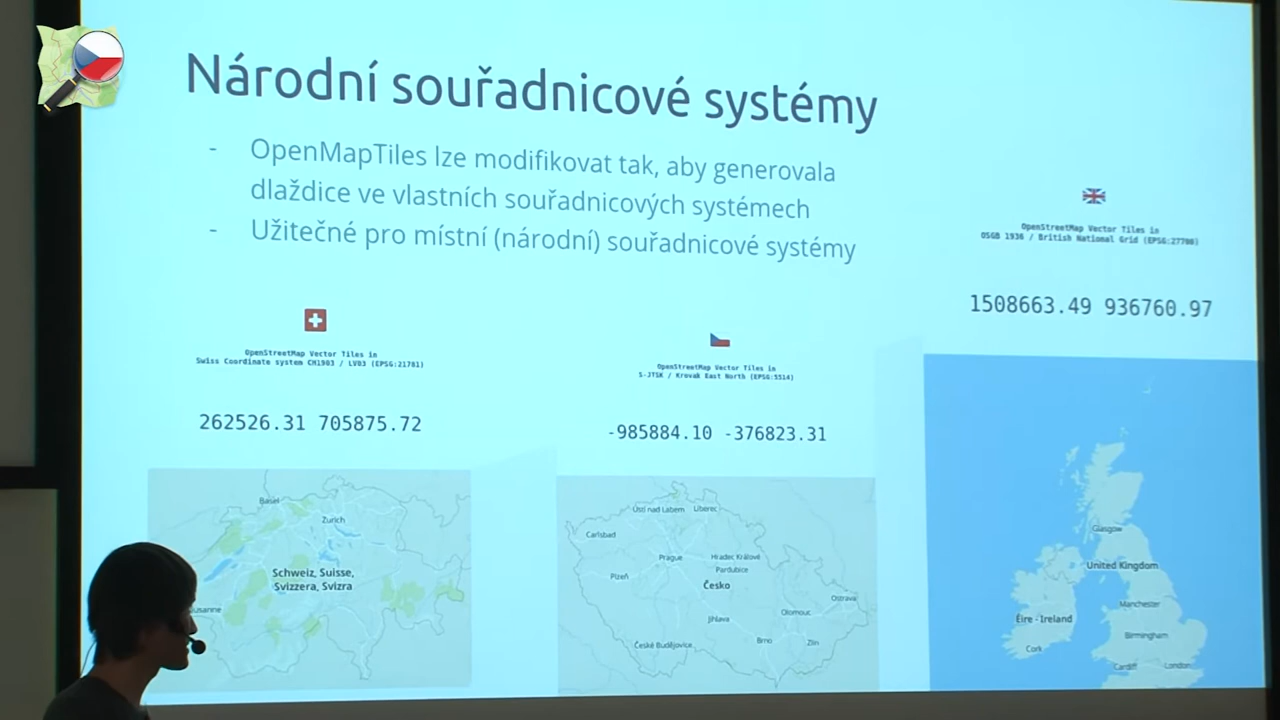 Národní souřadnicové systémy
- OpenMapTiles lze modifikovat tak, aby generovala
dlaždice ve vlastních souřadnicových systémech
- Užitečné pro místní (národní) souřadnicové systémy
OpenStreetMap Vector Tiles in
OSGB 1936 / British National Grid (EPSG:27700)
1508663.49 936760.97
OpenStreetMap Vector Tiles in
Swiss Coordinate system CH1903 / LV03 (EPSG:21781)
262526.31 705875.72
OpenStreetMap Vector Tiles in
S-JTSK / Krovak East North (EPSG:5514)
-985884.10 -376823.31
Basel
Zurich
Schweiz, Suisse,
Svizzera, Svizra
usanne
Ústí nad Labem
Liberec
Carlsbad
Prague
Hradec Králové
Pardubice
Plzeň
Česko
Ostrava
Olomouc
Jihlava
Brno
Zlín
České Budějovice
Glasgow
United Kingdom
Manchester
Éire - Ireland
Birmingham
Cork
Cardiff
London